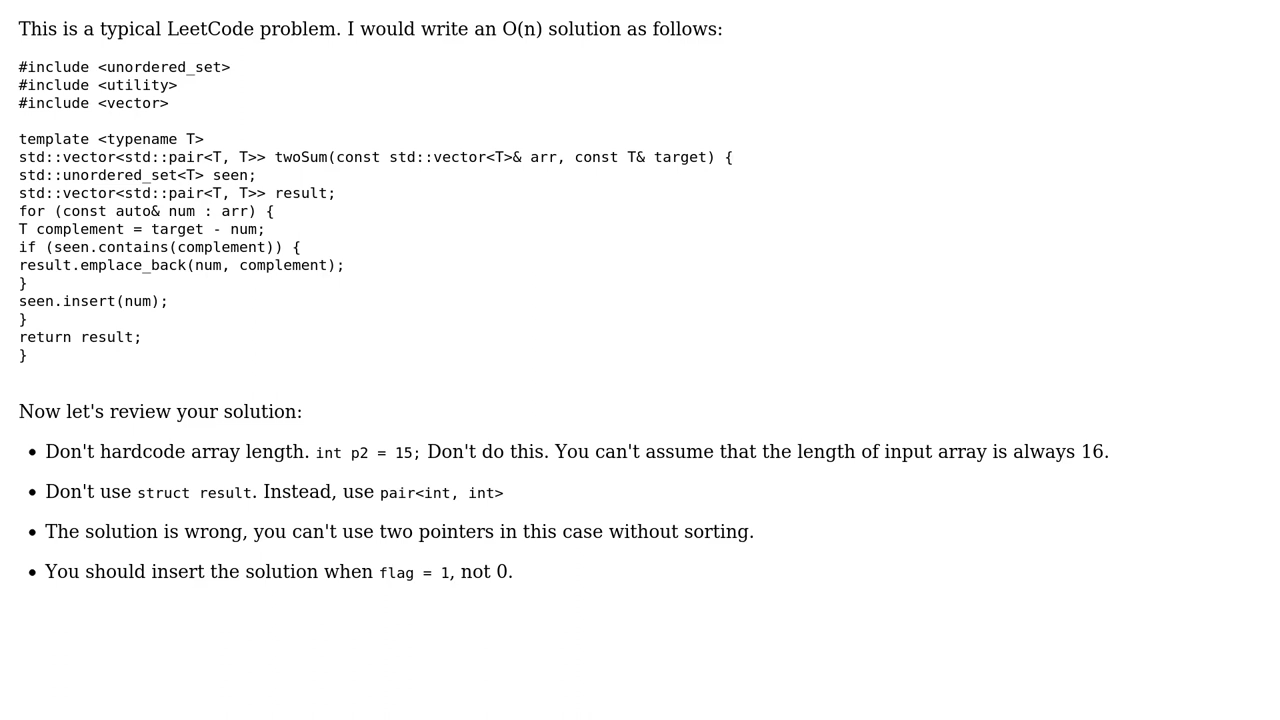 This is a typical LeetCode problem. I would write an O(n) solution as follows:
#include <unordered_set>
#include <utility>
#include <vector>
template <typename T>
std::vector<std::pair<T, T>> twoSum(const std::vector<T>& arr, const T& target) {
std::unordered_set<T> seen;
std::vector<std::pair<T, T>> result;
for (const auto& num : arr) {
T complement = target - num;
if (seen.contains(complement)) {
result.emplace_back(num, complement);
}
seen.insert(num);
}
return result;
}
Now let's review your solution:
• Don't hardcode array length. int p2 = 15; Don't do this. You can't assume that the length of input array is always 16.
• Don't use struct result. Instead, use pair<int, int>
• The solution is wrong, you can't use two pointers in this case without sorting.
• You should insert the solution when flag = 1, not 0.